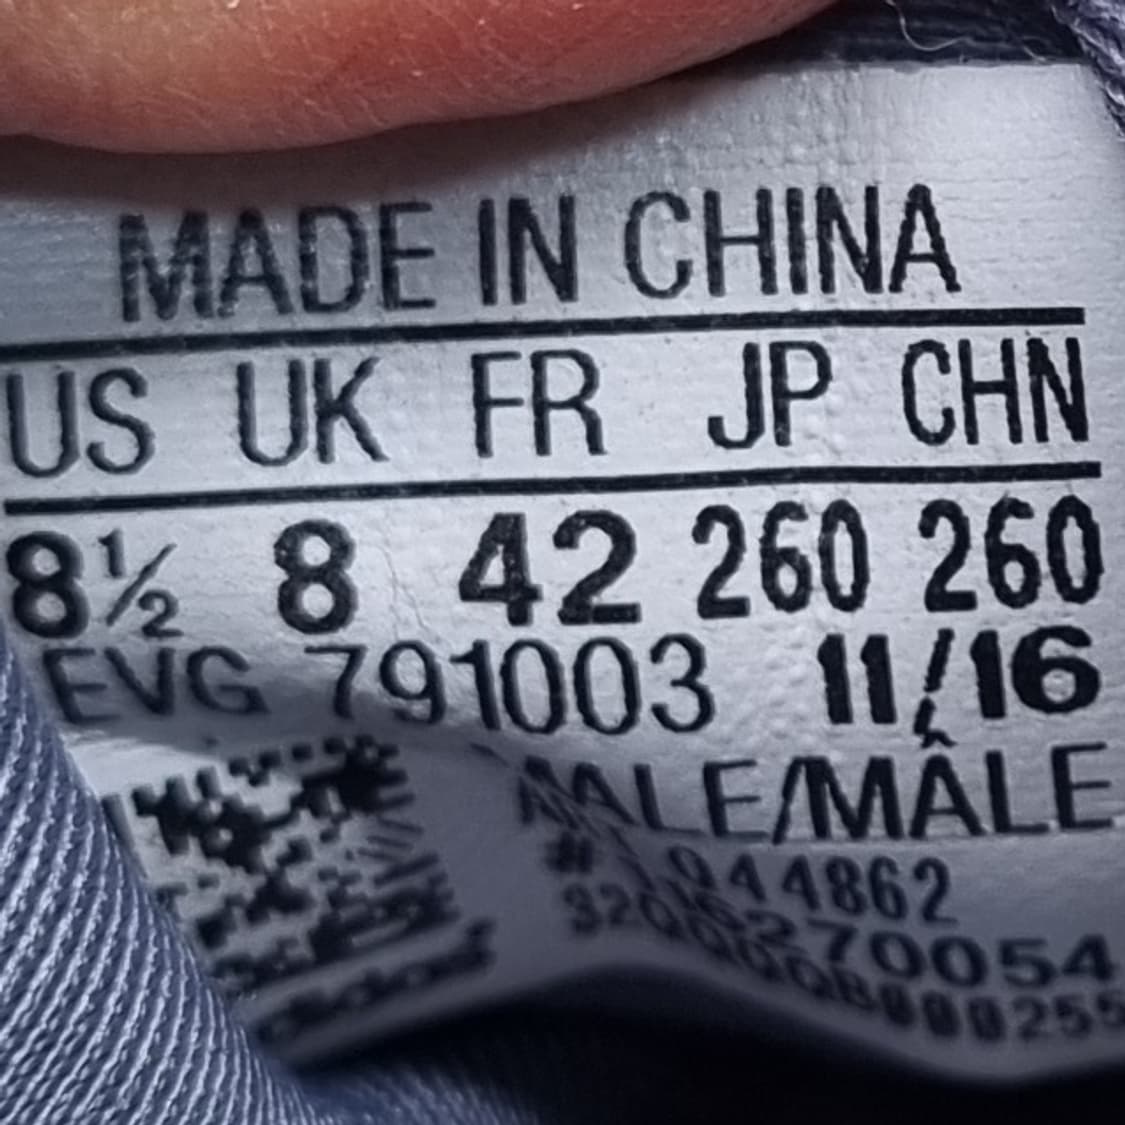 MADE IN CHINA
US UK FR JP CHN
8½ 8 42 260 260
EVG 791003 11/16
MALE/MÂLE